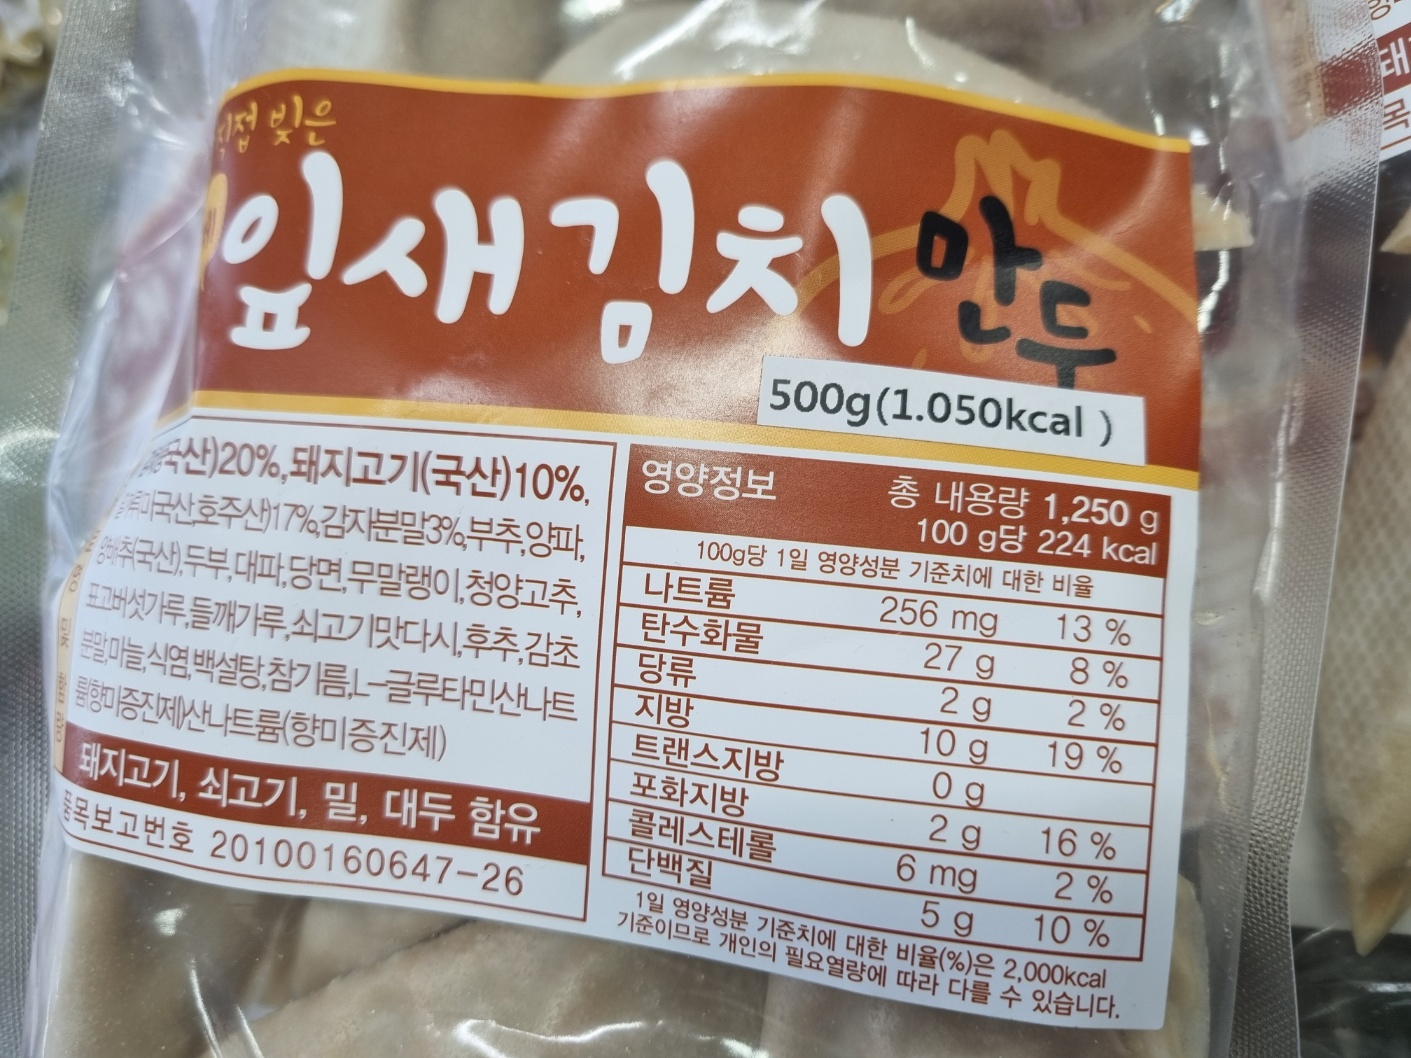 직접 빚은
잎새김치만두
500g(1.050kcal )
국산)20%,돼지고기(국산)10%,
호주산)17%,감자분말3%,부추,양파,
양배추(국산),두부,대파,당면,무말랭이,청양고추,
표고버섯가루,들깨가루,쇠고기맛다시,후추,감초
분말,마늘,식염,백설탕,참기름,L-글루타민산나트
륨(향미증진제)산나트륨(향미증진제)
돼지고기, 쇠고기, 밀, 대두 함유
품목보고번호 20100160647-26
영양정보
총 내용량 1,250 g
100 g당 224 kcal
100g당 1일 영양성분 기준치에 대한 비율
나트륨 256 mg 13 %
탄수화물 27 g 8 %
당류 2 g 2 %
지방 10 g 19 %
트랜스지방 0 g
포화지방 2 g 16 %
콜레스테롤 6 mg 2 %
단백질 5 g 10 %
1일 영양성분 기준치에 대한 비율(%)은 2,000kcal
기준이므로 개인의 필요열량에 따라 다를 수 있습니다.